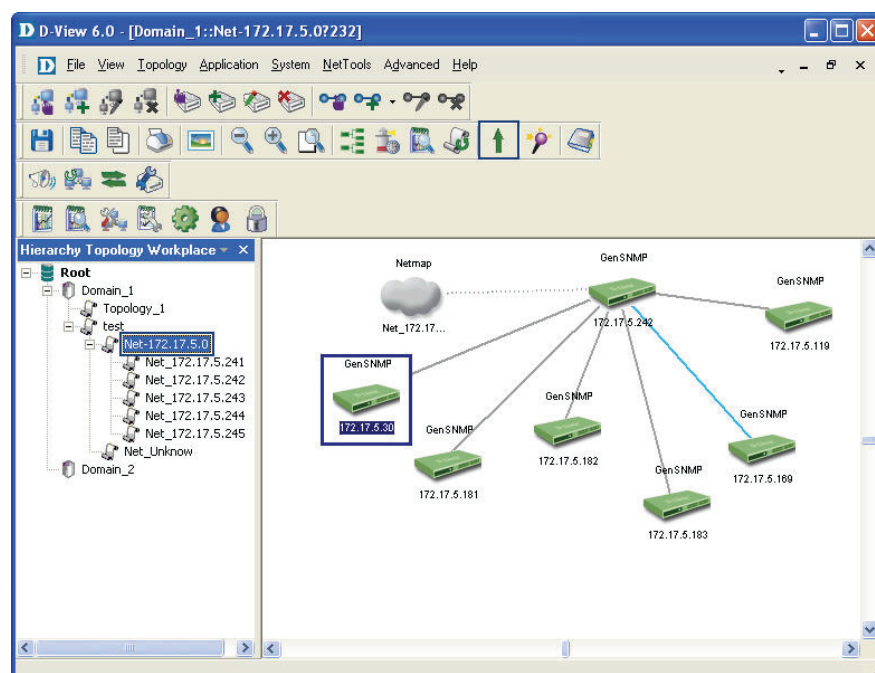 D-View 6.0 - [Domain_1::Net-172.17.5.0?232]
File View Topology Application System NetTools Advanced Help
Hierarchy Topology Workplace
Root
Domain_1
Topology_1
test
Net-172.17.5.0
Net_172.17.5.241
Net_172.17.5.242
Net_172.17.5.243
Net_172.17.5.244
Net_172.17.5.245
Net_Unknow
Domain_2
Netmap
Net_172.17...
GenSNMP
172.17.5.242
GenSNMP
172.17.5.119
GenSNMP
172.17.5.30
GenSNMP
172.17.5.181
GenSNMP
172.17.5.182
GenSNMP
172.17.5.183
GenSNMP
172.17.5.169